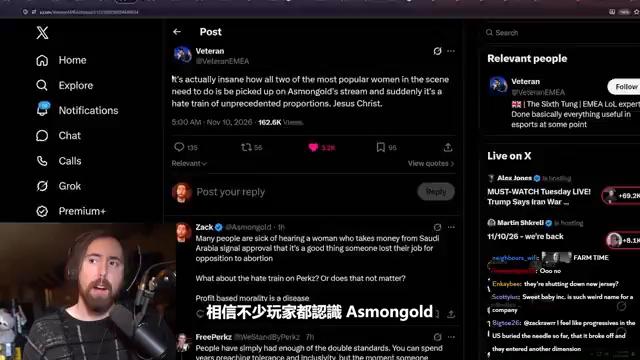 Post
Search
Veteran
@VeteranEMEA
It's actually insane how all two of the most popular women in the scene
need to do is be picked up on Asmongold's stream and suddenly it's a
hate train of unprecedented proportions. Jesus Christ.
5:00 AM · Nov 10, 2026 · 162.6K Views
135
56
3.2K
95
Relevant
View quotes
Post your reply
Reply
Zack @Asmongold · 1h
Many people are sick of hearing a woman who takes money from Saudi
Arabia signal approval that it's a good thing someone lost their job for
opposition to abortion
What about the hate train on Perkz? Or does that not matter?
Profit based morality is a disease
FreePerkz @WeStandByPerkz · 7h
People have simply had enough of the double standards. You can spend
years preaching tolerance and inclusivity, but the moment someone
Home
Explore
Notifications
Chat
Calls
Grok
Premium+
Relevant people
Veteran
@VeteranEMEA
Follow
| The Sixth Tung | EMEA LoL expert
Done basically everything useful in
esports at some point
Live on X
Alex Jones is hosting
MUST-WATCH Tuesday LIVE!
Trump Says Iran War ...
+69.2K
Martin Shkreli is hosting
11/10/26 - we're back
+8.1K
neighbours_wife: FARM TIME
Ooo no
Enkaybee: they're shutting down new jersey?
Scottyius: Sweet baby inc. is such weird name for a
company
Bigtoe26: @zackrawrr I feel like progressives in the
US buried the needle so far, that it broke off and
they entered another dimension
相信不少玩家都認識 Asmongold